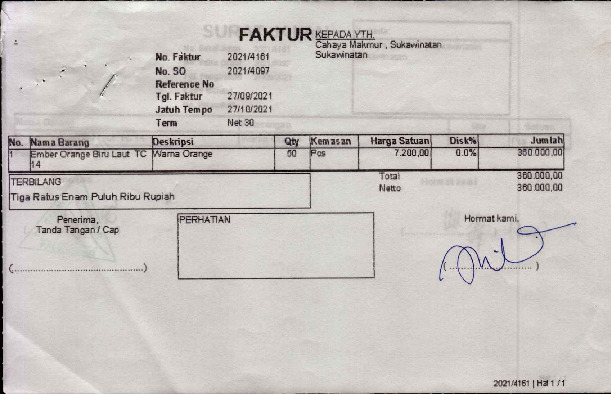 FAKTUR
KEPADA YTH.
Cahaya Makmur , Sukawinatan
Sukawinatan
No. Faktur 2021/4161
No. SO 2021/4097
Reference No
Tgl. Faktur 27/09/2021
Jatuh Tempo 27/10/2021
Term Net 30
No. Nama Barang Deskripsi Qty Kemasan Harga Satuan Disk% Jumlah
1 Ember Orange Biru Laut TC Warna Orange 50 Pcs 7.200,00 0.0% 360.000,00
14
Total 360.000,00
Netto 360.000,00
TERBILANG
Tiga Ratus Enam Puluh Ribu Rupiah
Penerima,
Tanda Tangan / Cap
(....................................)
PERHATIAN
Hormat kami,
(........................)
2021/4161 | Hal 1 / 1